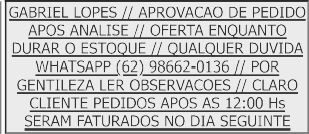 GABRIEL LOPES // APROVACAO DE PEDIDO
APOS ANALISE // OFERTA ENQUANTO
DURAR O ESTOQUE // QUALQUER DUVIDA
WHATSAPP (62) 98662-0136 // POR
GENTILEZA LER OBSERVACOES // CLARO
CLIENTE PEDIDOS APOS AS 12:00 Hs
SERAM FATURADOS NO DIA SEGUINTE